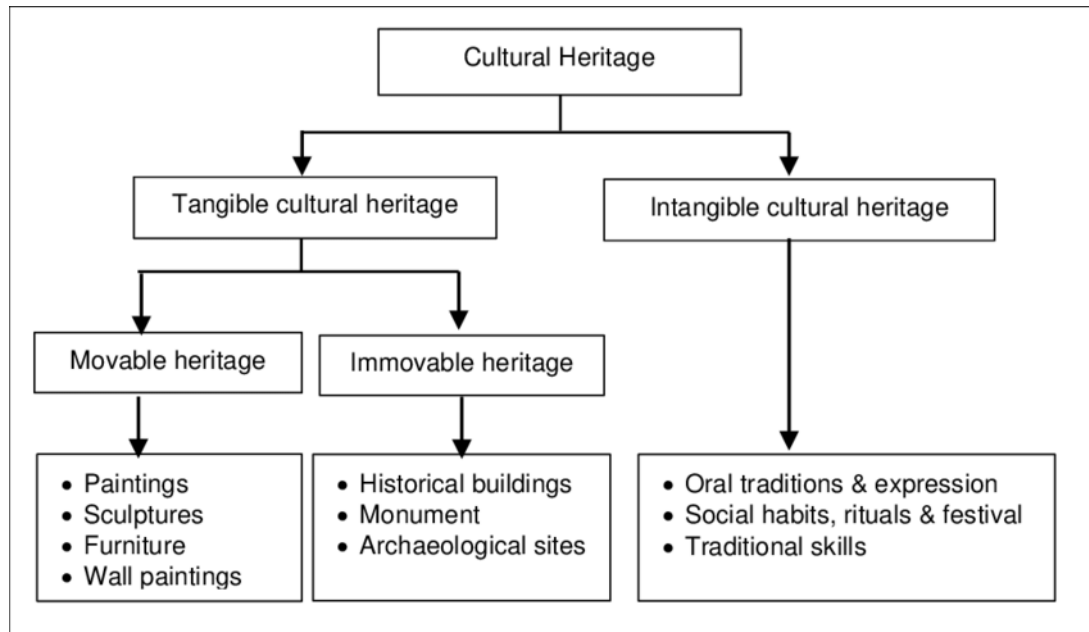 Cultural Heritage
Tangible cultural heritage
Intangible cultural heritage
Movable heritage
Immovable heritage
• Paintings
• Sculptures
• Furniture
• Wall paintings
• Historical buildings
• Monument
• Archaeological sites
• Oral traditions & expression
• Social habits, rituals & festival
• Traditional skills